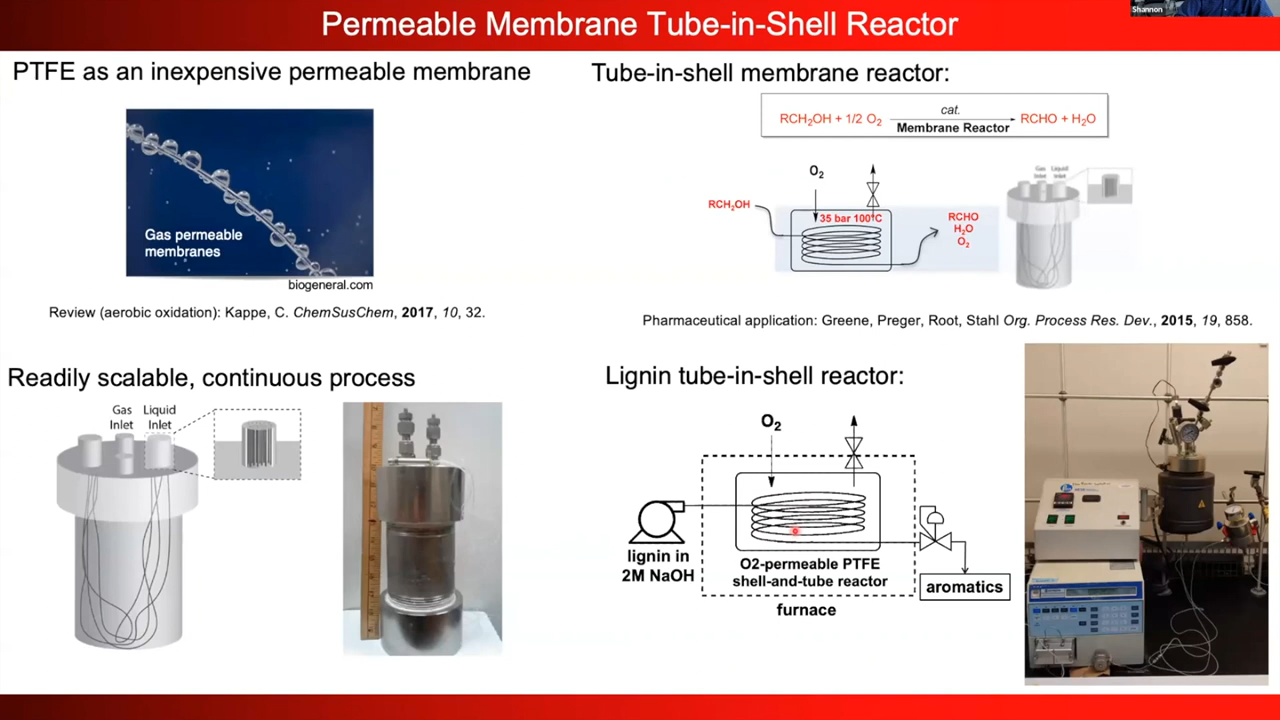 Permeable Membrane Tube-in-Shell Reactor
Shannon
PTFE as an inexpensive permeable membrane
Gas permeable
membranes
biogeneral.com
Review (aerobic oxidation): Kappe, C. ChemSusChem, 2017, 10, 32.
Tube-in-shell membrane reactor:
RCH₂OH + 1/2 O₂
cat.
Membrane Reactor
RCHO + H₂O
O₂
RCH₂OH
35 bar 100°C
RCHO
H₂O
O₂
Gas
Inlet
Liquid
Inlet
Pharmaceutical application: Greene, Preger, Root, Stahl Org. Process Res. Dev., 2015, 19, 858.
Readily scalable, continuous process
Gas
Inlet
Liquid
Inlet
Lignin tube-in-shell reactor:
O₂
lignin in
2M NaOH
O2-permeable PTFE
shell-and-tube reactor
furnace
aromatics